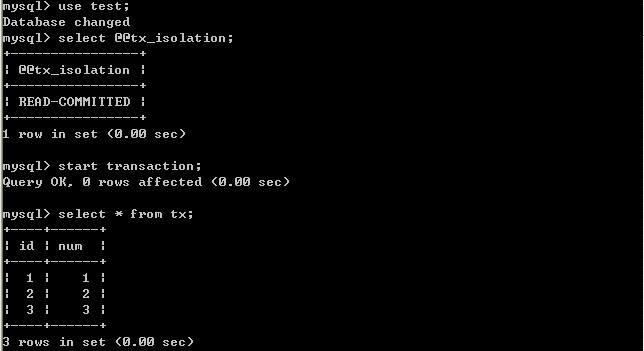 mysql> use test;
Database changed
mysql> select @@tx_isolation;
+----------------+
| @@tx_isolation |
+----------------+
| READ-COMMITTED |
+----------------+
1 row in set (0.00 sec)
mysql> start transaction;
Query OK, 0 rows affected (0.00 sec)
mysql> select * from tx;
+----+------+
| id | num  |
+----+------+
|  1 |    1 |
|  2 |    2 |
|  3 |    3 |
+----+------+
3 rows in set (0.00 sec)